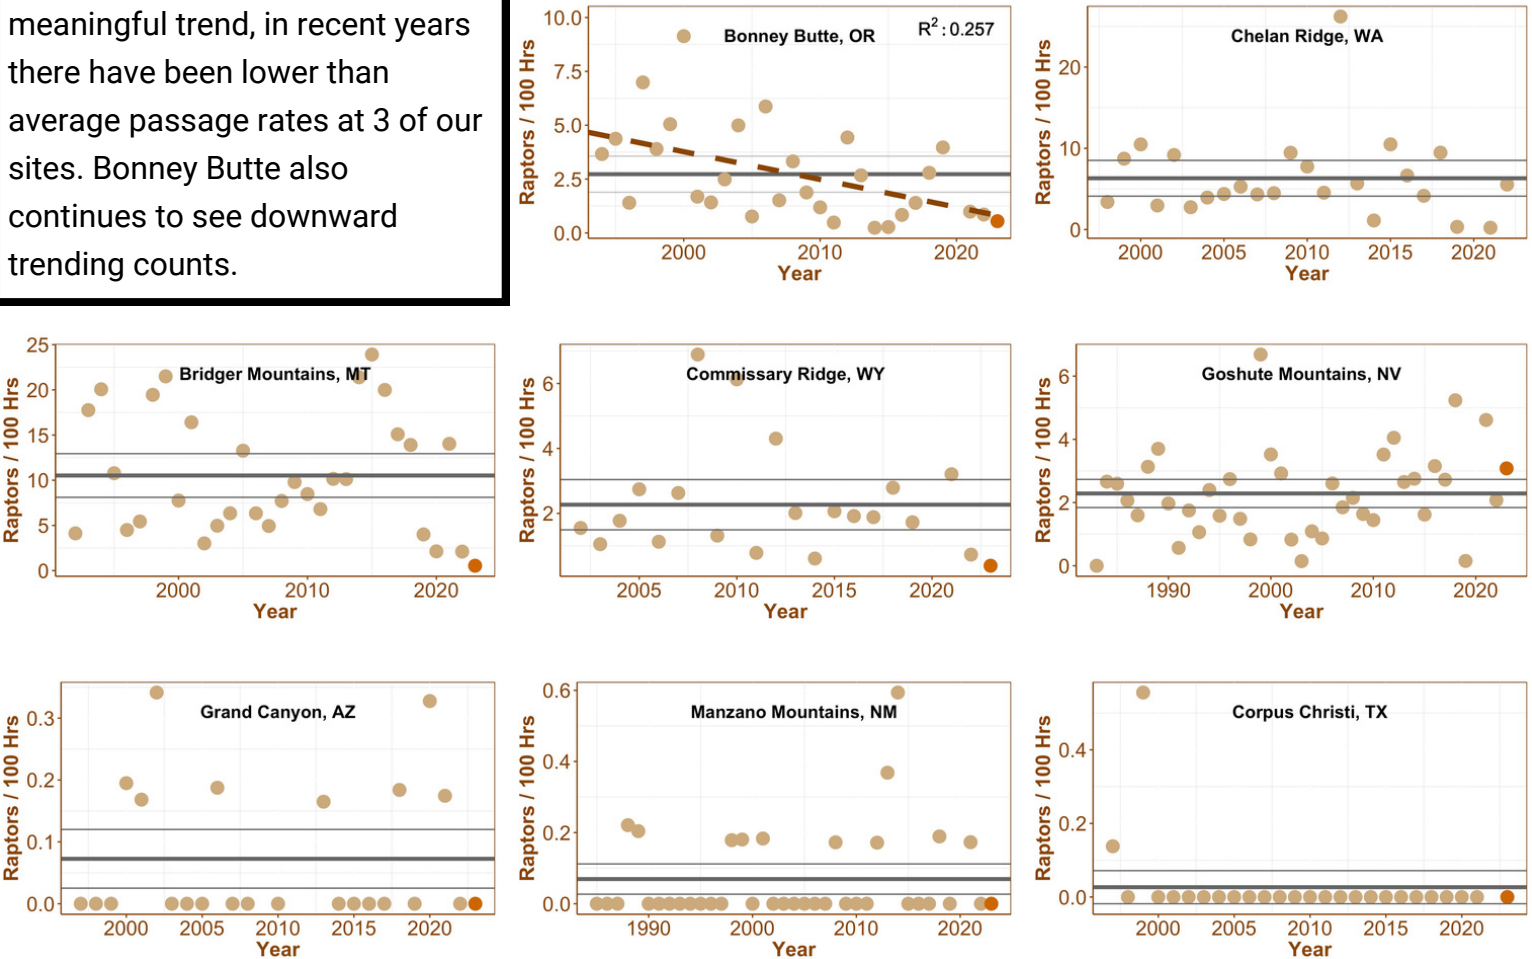 meaningful trend, in recent years
there have been lower than
average passage rates at 3 of our
sites. Bonney Butte also
continues to see downward
trending counts.
Bonney Butte, OR
R²: 0.257
Raptors / 100 Hrs
10.0
7.5
5.0
2.5
0.0
2000 2010 2020
Year
Chelan Ridge, WA
Raptors / 100 Hrs
20
10
0
2000 2005 2010 2015 2020
Year
Bridger Mountains, MT
Raptors / 100 Hrs
25
20
15
10
5
0
2000 2010 2020
Year
Commissary Ridge, WY
Raptors / 100 Hrs
6
4
2
2005 2010 2015 2020
Year
Goshute Mountains, NV
Raptors / 100 Hrs
6
4
2
0
1990 2000 2010 2020
Year
Grand Canyon, AZ
Raptors / 100 Hrs
0.3
0.2
0.1
0.0
2000 2005 2010 2015 2020
Year
Manzano Mountains, NM
Raptors / 100 Hrs
0.6
0.4
0.2
0.0
1990 2000 2010 2020
Year
Corpus Christi, TX
Raptors / 100 Hrs
0.4
0.2
0.0
2000 2005 2010 2015 2020
Year